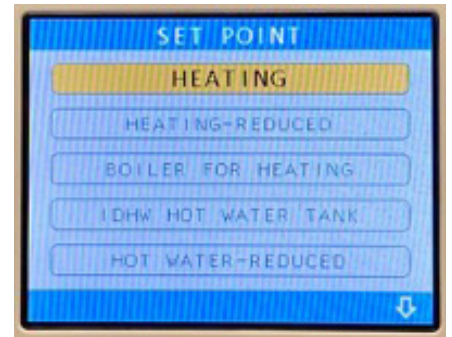 SET POINT
HEATING
HEATING-REDUCED
BOILER FOR HEATING
IDHW HOT WATER TANK
HOT WATER-REDUCED